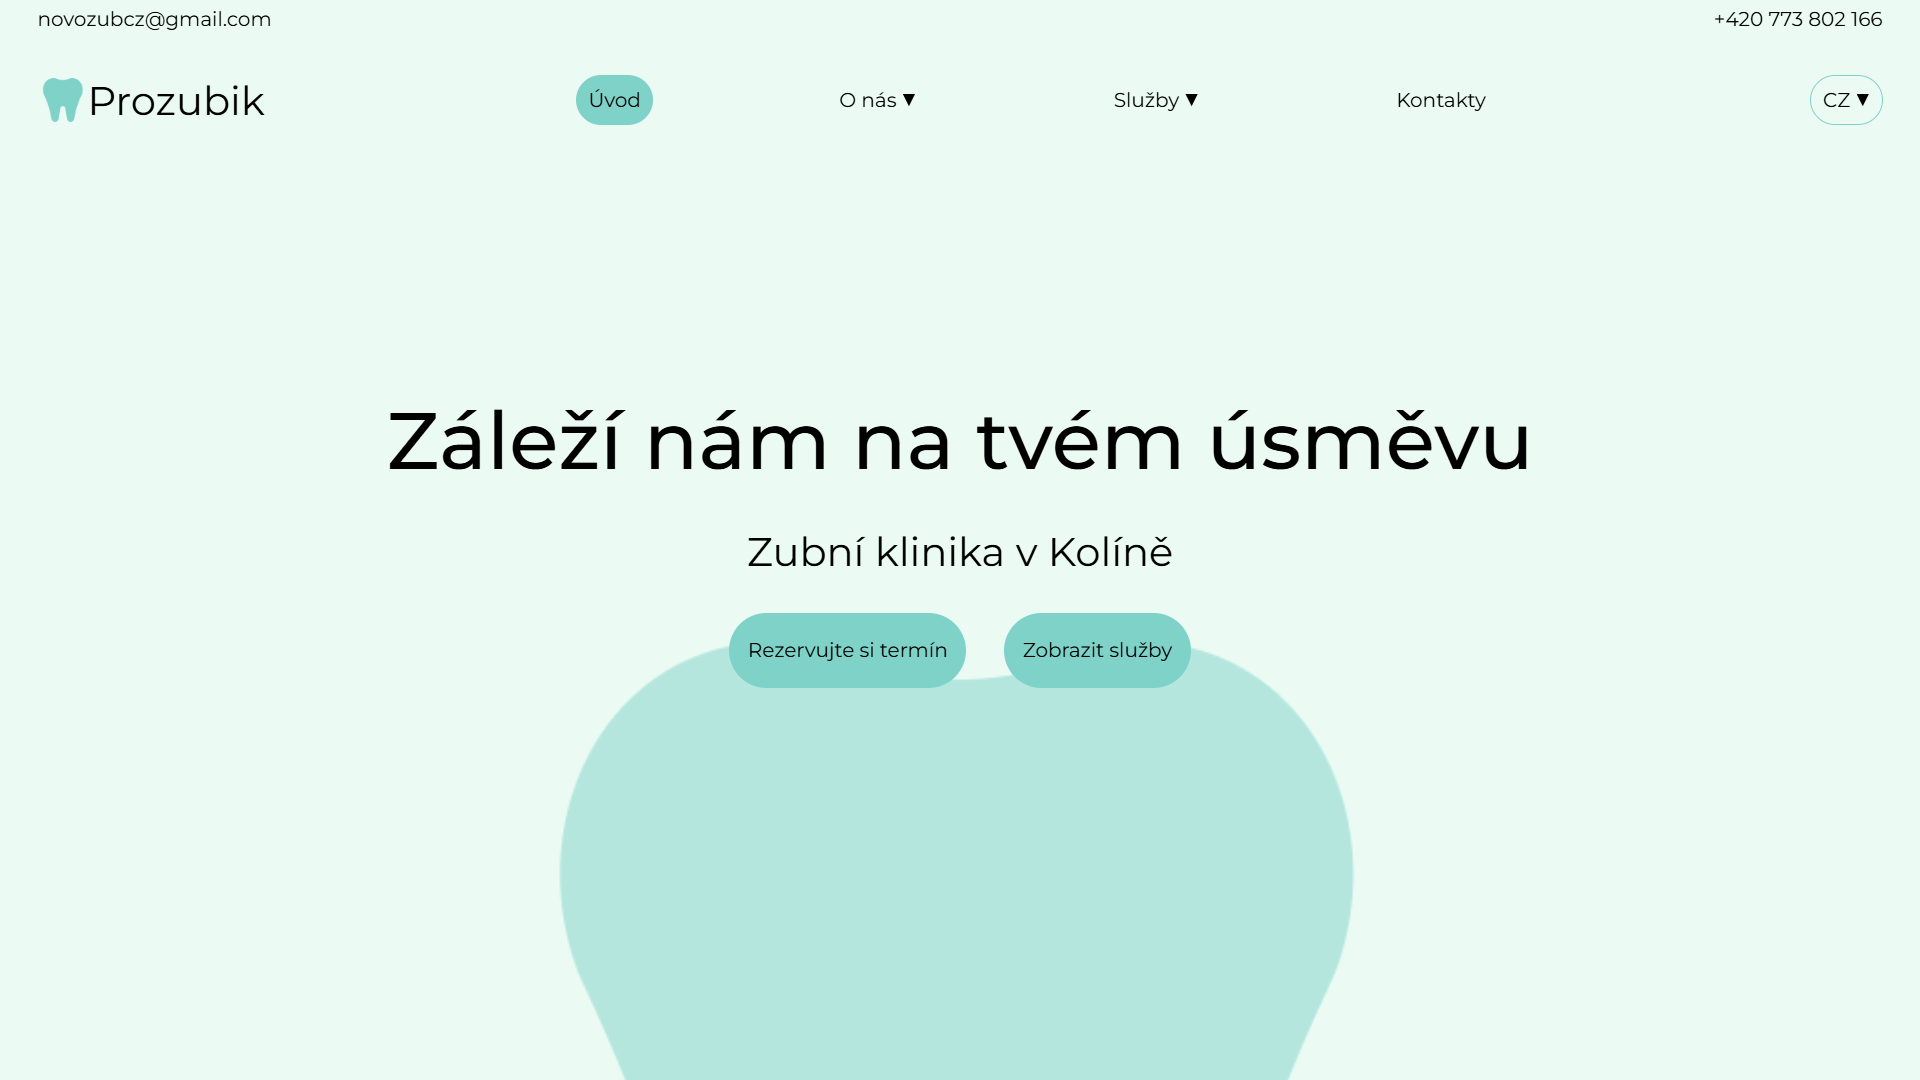 novozubcz@gmail.com
+420 773 802 166
Prozubik
Úvod
O nás ▼
Služby ▼
Kontakty
CZ ▼
Záleží nám na tvém úsměvu
Zubní klinika v Kolíně
Rezervujte si termín
Zobrazit služby